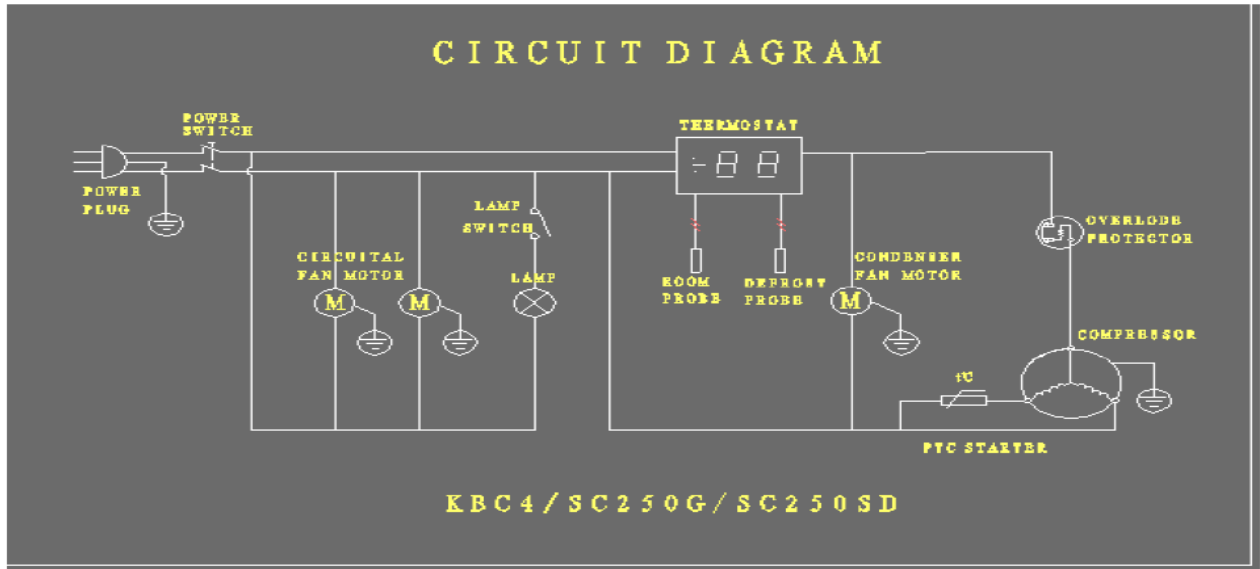 CIRCUIT DIAGRAM
POWER
SWITCH
THERMOSTAT
POWER
PLUG
LAMP
SWITCH
OVERLODE
PROTECTOR
CIRCUITAL
FAN MOTOR
LAMP
ROOM
PROBE
DEFROST
PROBE
CONDENSER
FAN MOTOR
M
M
M
COMPRESSOR
t°C
PTC STARTER
KBC4/SC250G/SC250SD